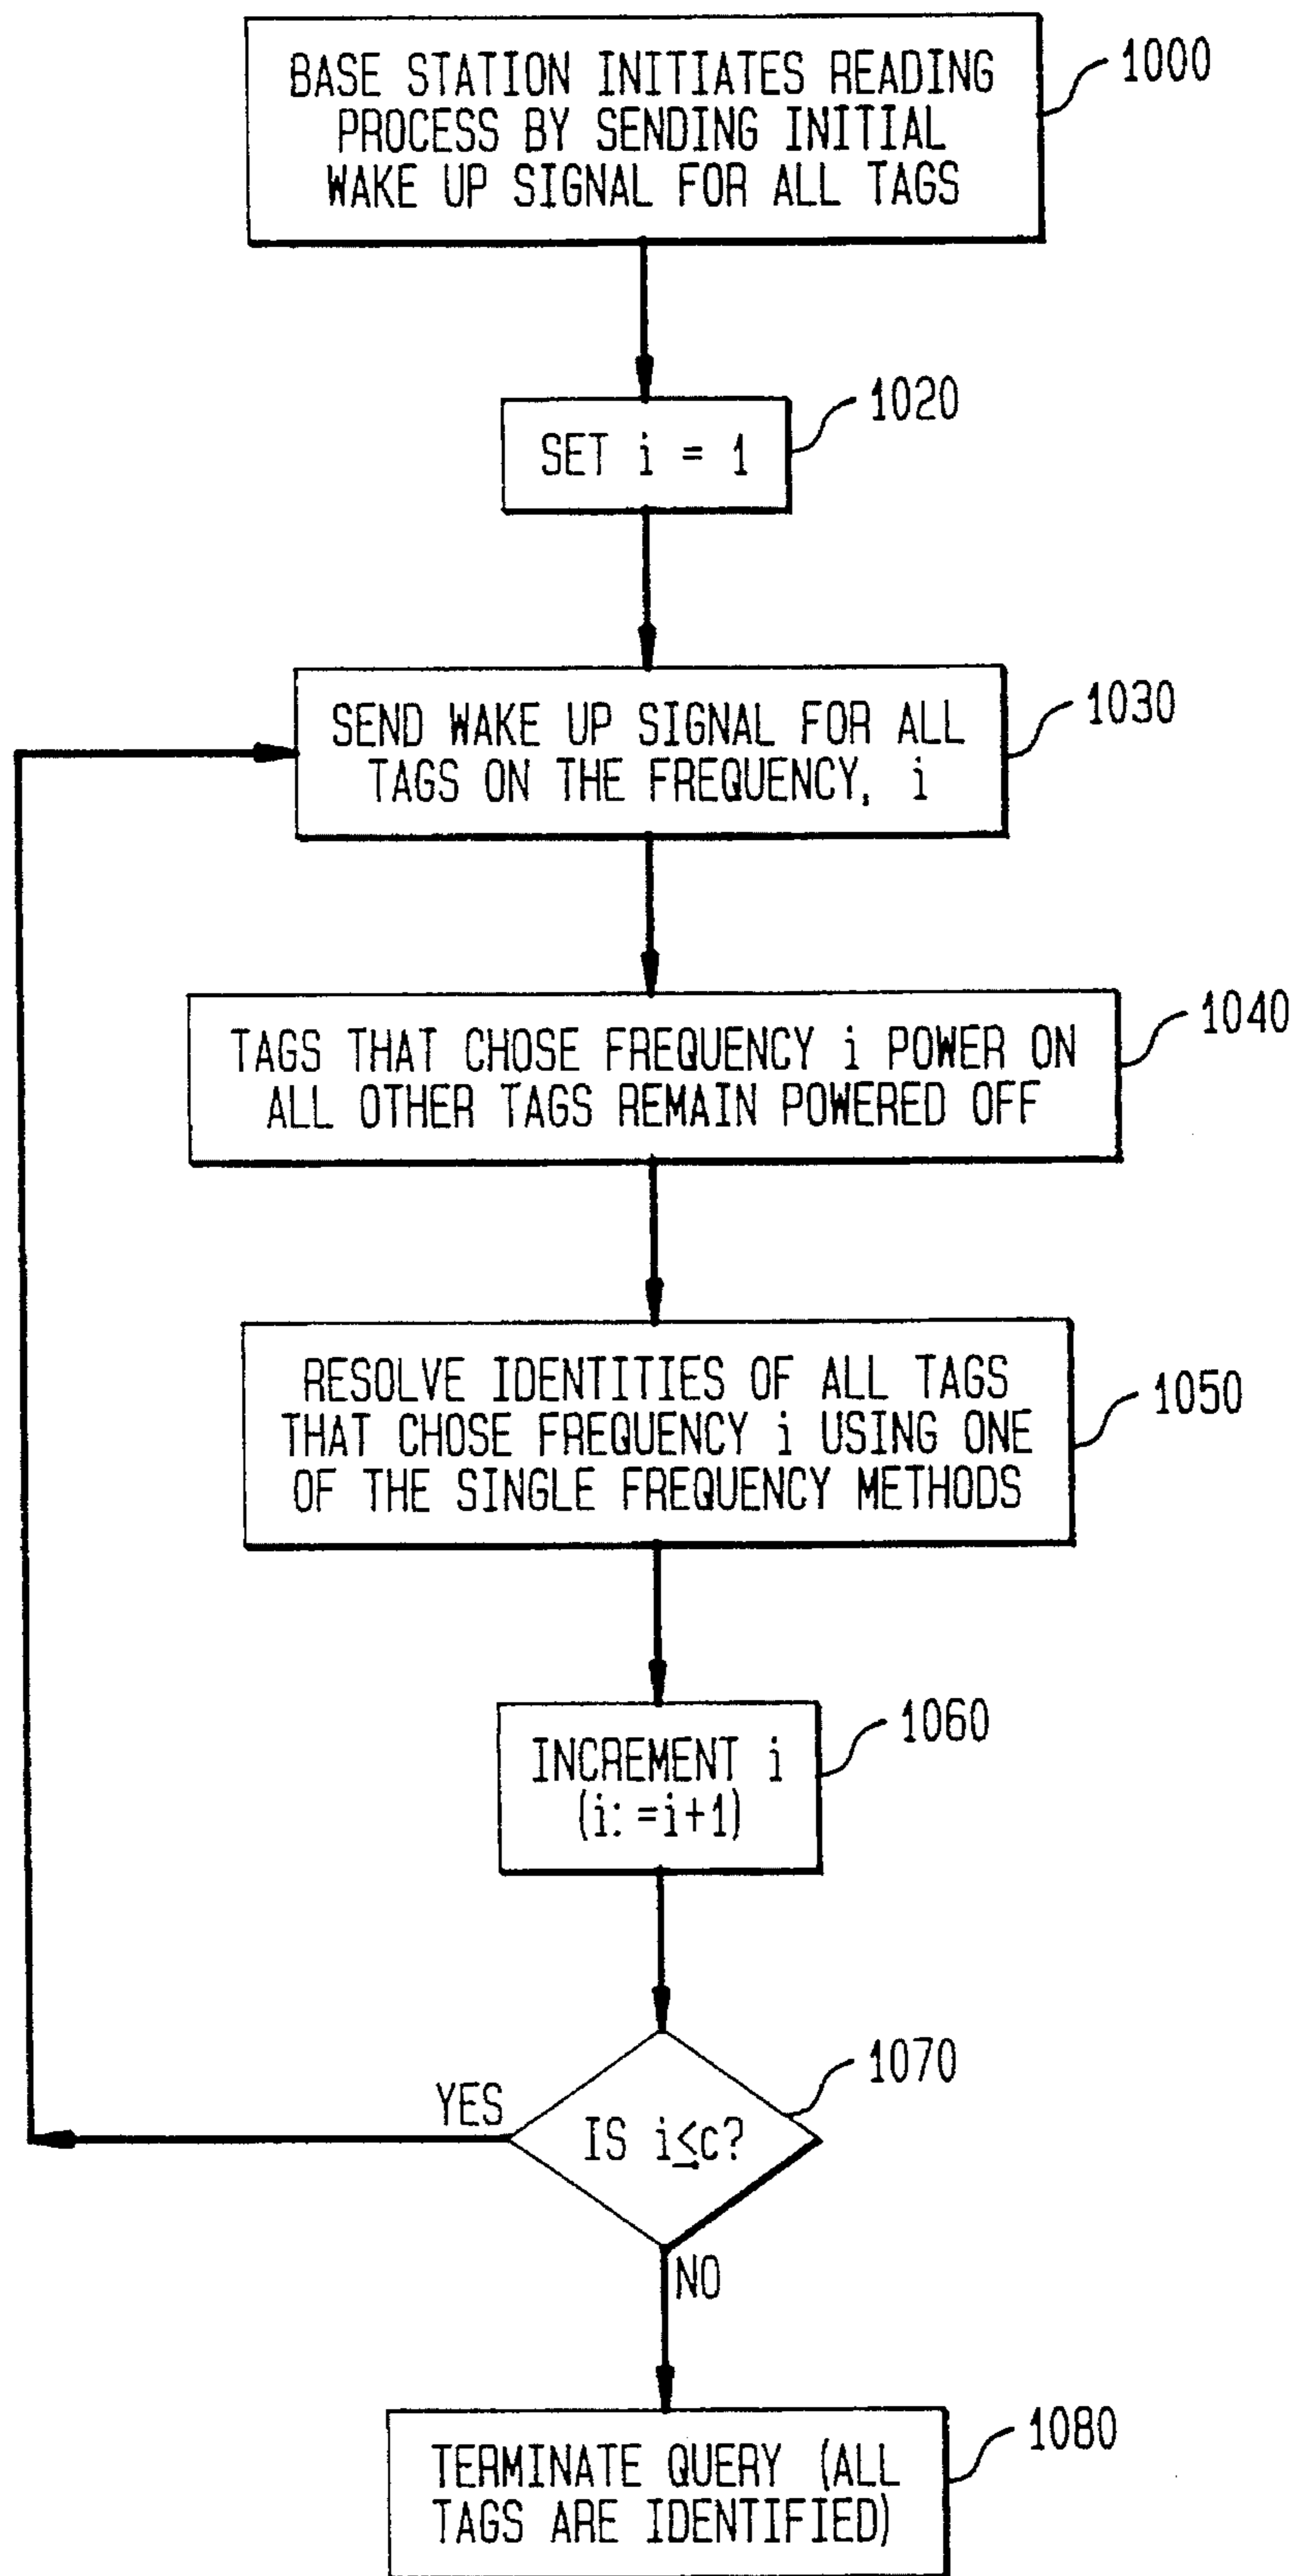 BASE STATION INITIATES READING
PROCESS BY SENDING INITIAL
WAKE UP SIGNAL FOR ALL TAGS
1000
SET i = 1
1020
SEND WAKE UP SIGNAL FOR ALL
TAGS ON THE FREQUENCY, i
1030
TAGS THAT CHOSE FREQUENCY i POWER ON
ALL OTHER TAGS REMAIN POWERED OFF
1040
RESOLVE IDENTITIES OF ALL TAGS
THAT CHOSE FREQUENCY i USING ONE
OF THE SINGLE FREQUENCY METHODS
1050
INCREMENT i
(i:=i+1)
1060
IS i≤c?
1070
YES
NO
TERMINATE QUERY (ALL
TAGS ARE IDENTIFIED)
1080